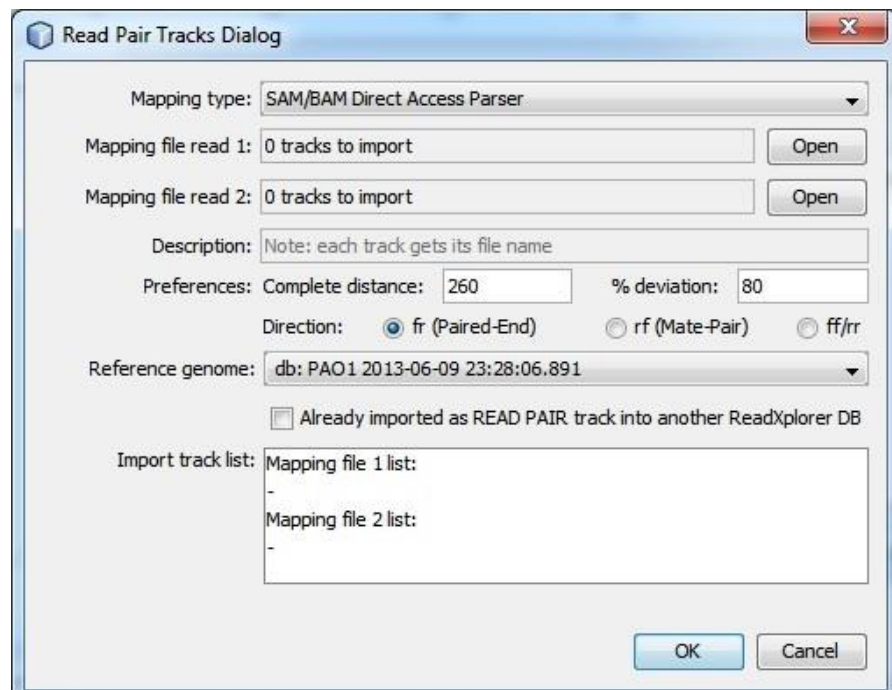 Read Pair Tracks Dialog
Mapping type: SAM/BAM Direct Access Parser
Mapping file read 1: 0 tracks to import Open
Mapping file read 2: 0 tracks to import Open
Description: Note: each track gets its file name
Preferences: Complete distance: 260 % deviation: 80
Direction: fr (Paired-End) rf (Mate-Pair) ff/rr
Reference genome: db: PAO1 2013-06-09 23:28:06.891
Already imported as READ PAIR track into another ReadXplorer DB
Import track list: Mapping file 1 list:
-
Mapping file 2 list:
-
OK Cancel